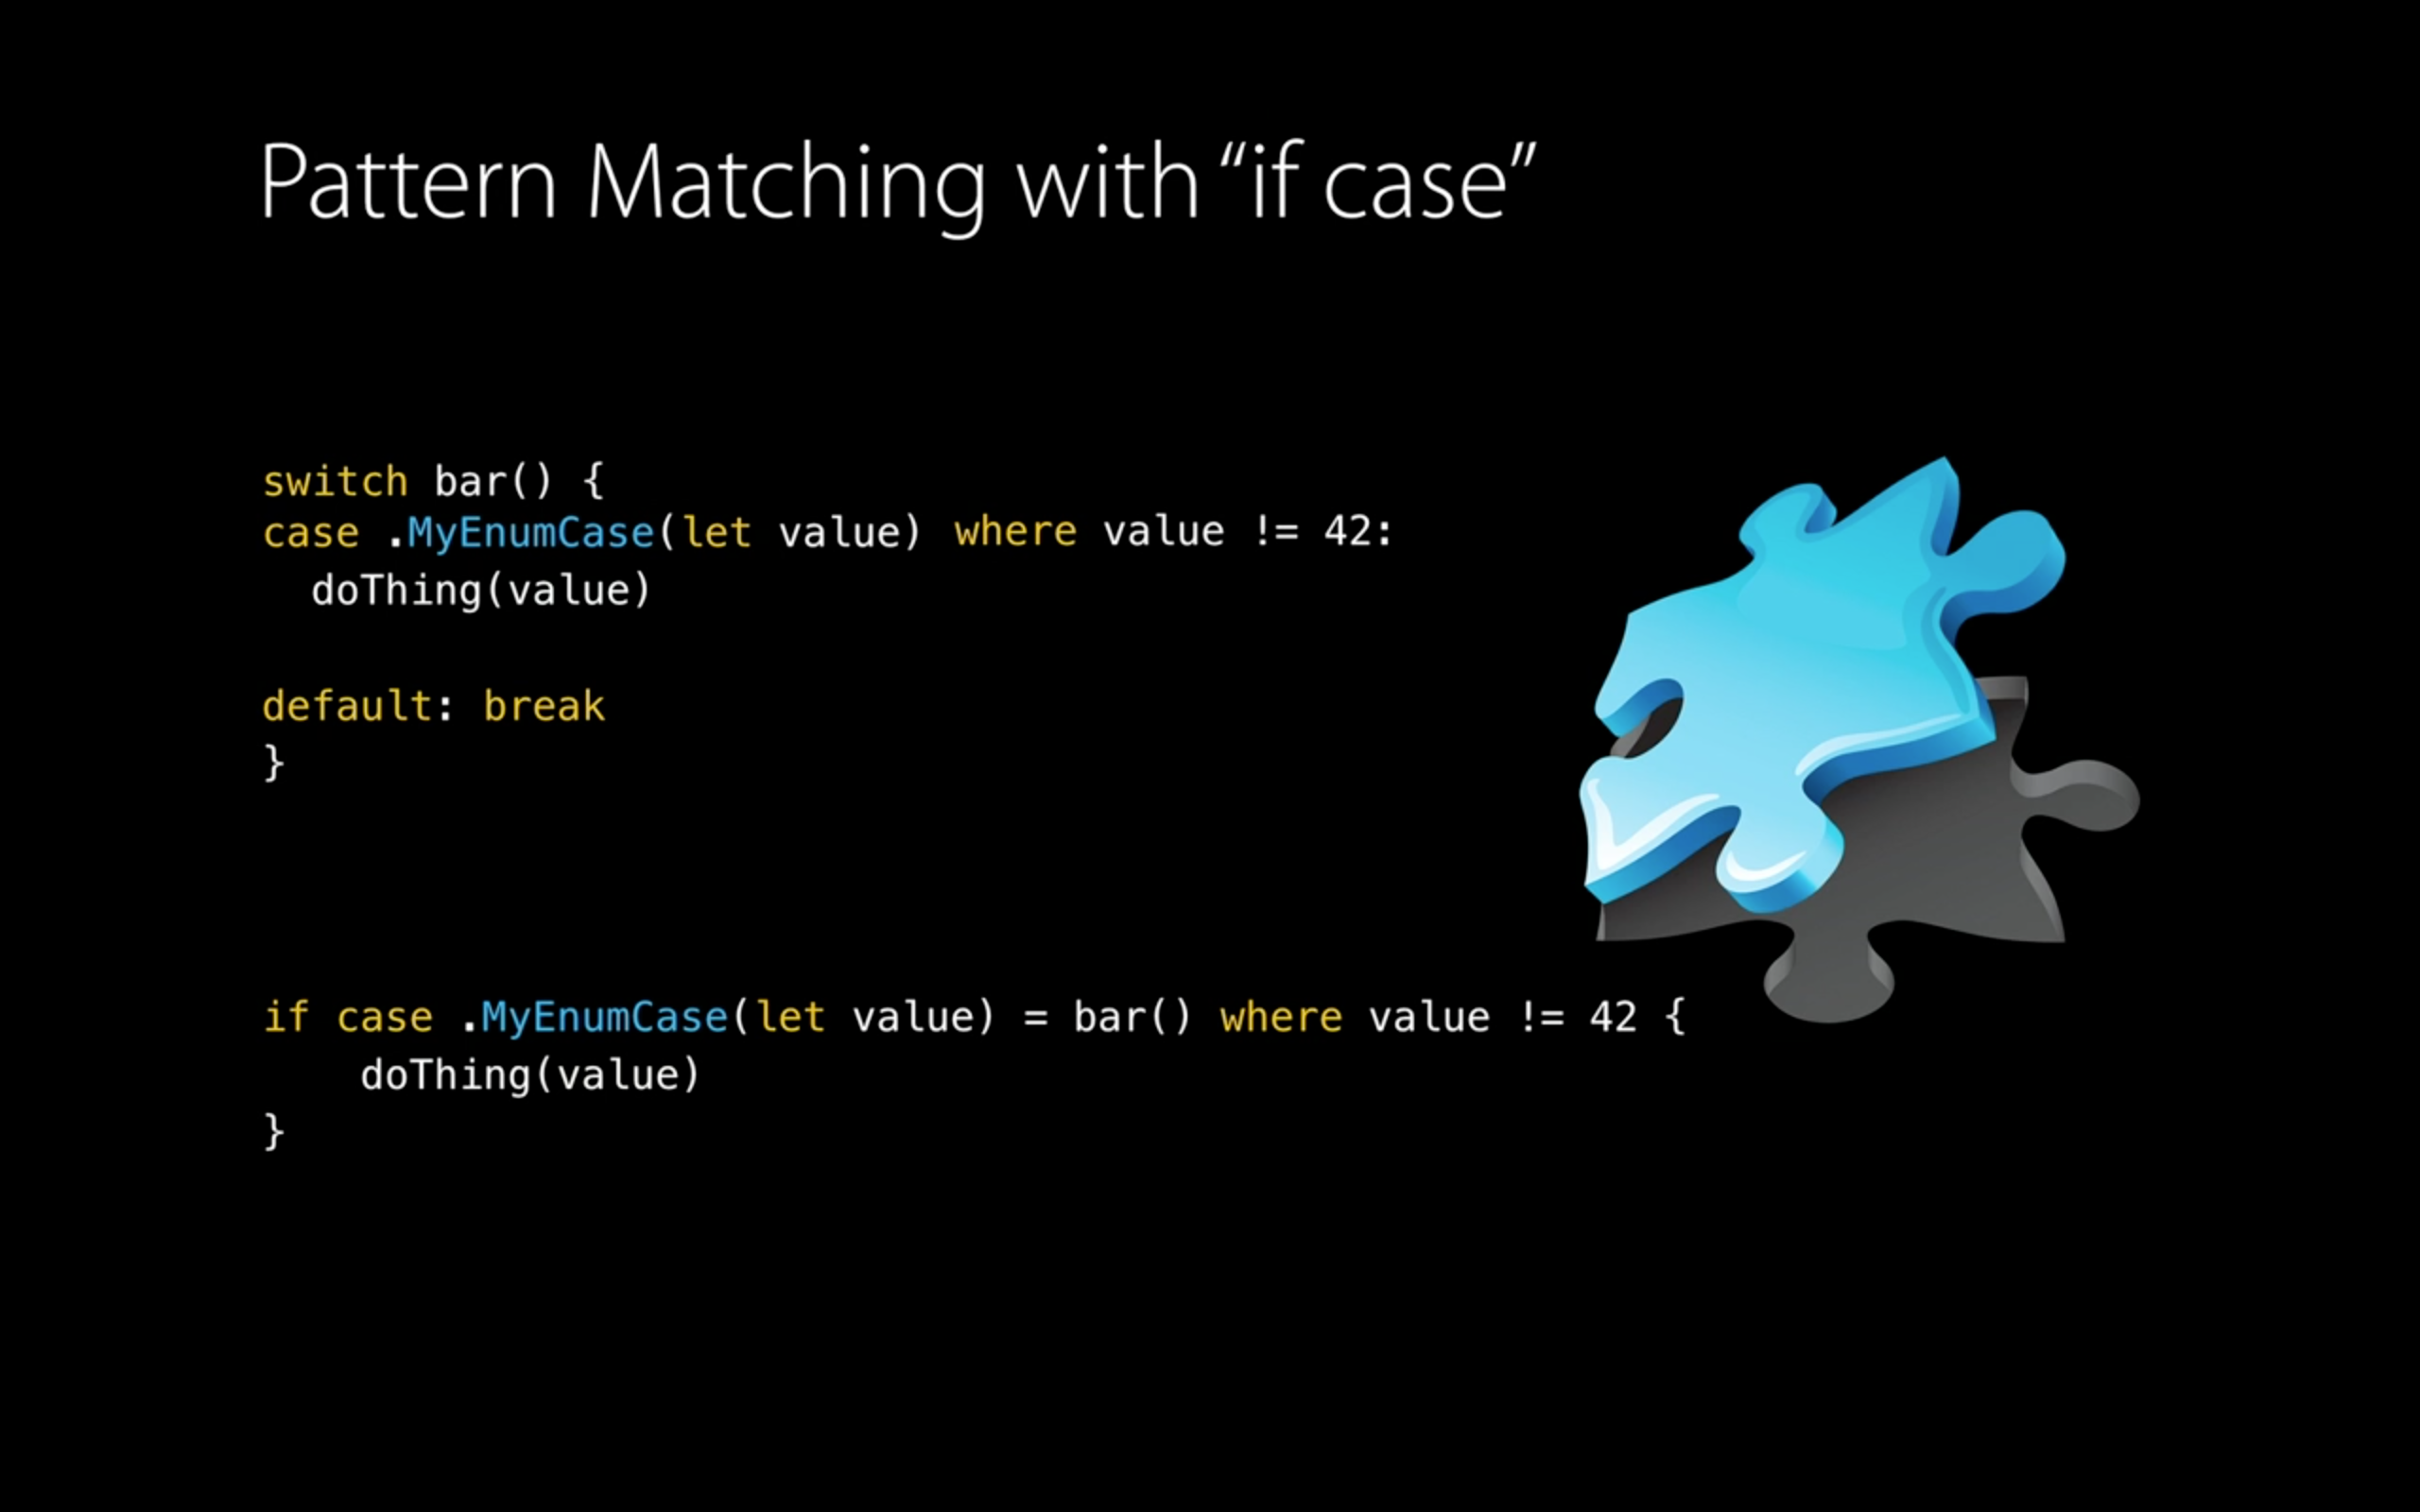 Pattern Matching with “if case”
switch bar() {
case .MyEnumCase(let value) where value != 42:
  doThing(value)
default: break
}
if case .MyEnumCase(let value) = bar() where value != 42 {
    doThing(value)
}